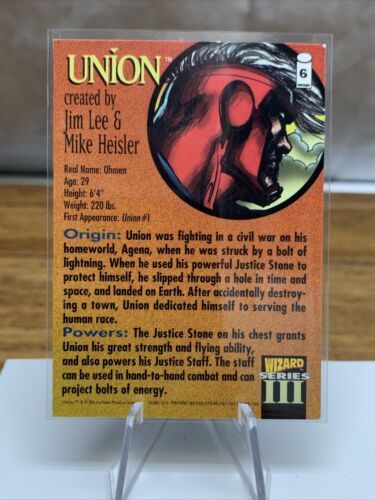 UNION™
created by
Jim Lee &
Mike Heisler
6
image
Real Name: Ohmen
Age: 29
Height: 6'4"
Weight: 220 lbs.
First Appearance: Union #1
Origin: Union was fighting in a civil war on his
homeworld, Agena, when he was struck by a bolt of
lightning. When he used his powerful Justice Stone to
protect himself, he slipped through a hole in time and
space, and landed on Earth. After accidentally destroy-
ing a town, Union dedicated himself to serving the
human race.
Powers: The Justice Stone on his chest grants
Union his great strength and flying ability,
and also powers his Justice Staff. The staff
can be used in hand-to-hand combat and can
project bolts of energy.
WIZARD
SERIES
III